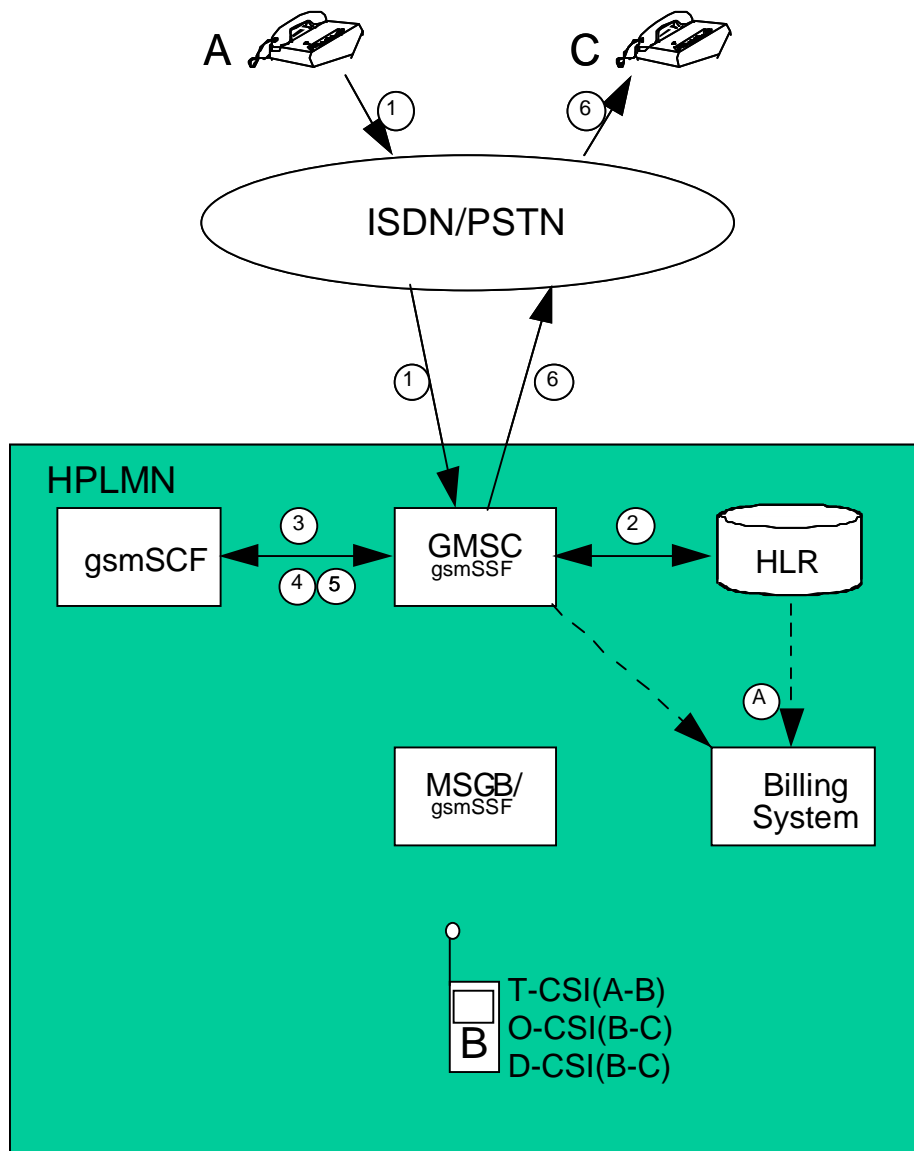 A
C
1
6
ISDN/PSTN
1
6
HPLMN
gsmSCF
3
4
5
GMSC
gsmSSF
2
HLR
A
MSCB/
gsmSSF
Billing
System
B
T-CSI(A-B)
O-CSI(B-C)
D-CSI(B-C)